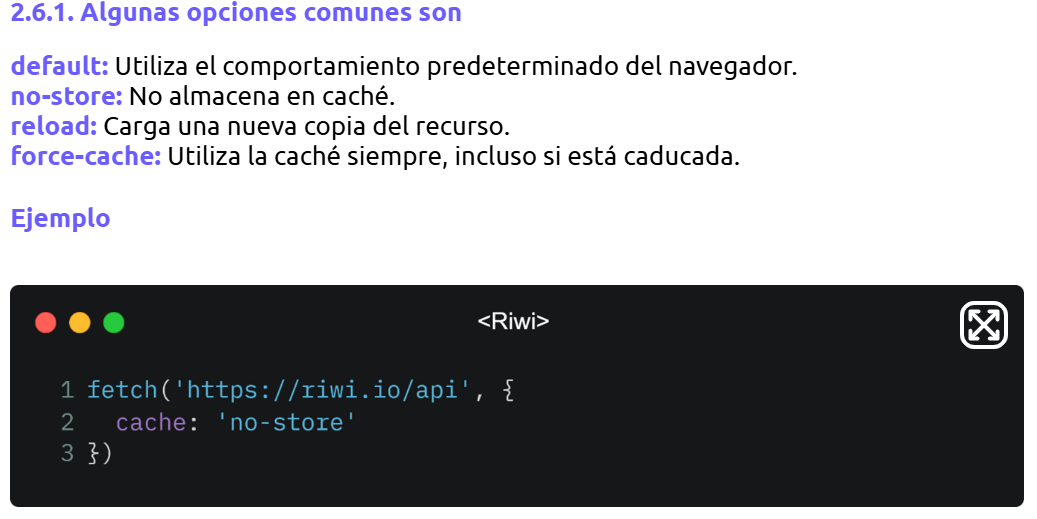 2.6.1. Algunas opciones comunes son
default: Utiliza el comportamiento predeterminado del navegador.
no-store: No almacena en caché.
reload: Carga una nueva copia del recurso.
force-cache: Utiliza la caché siempre, incluso si está caducada.
Ejemplo
<Riwi>
1 fetch('https://riwi.io/api', {
2   cache: 'no-store'
3 })